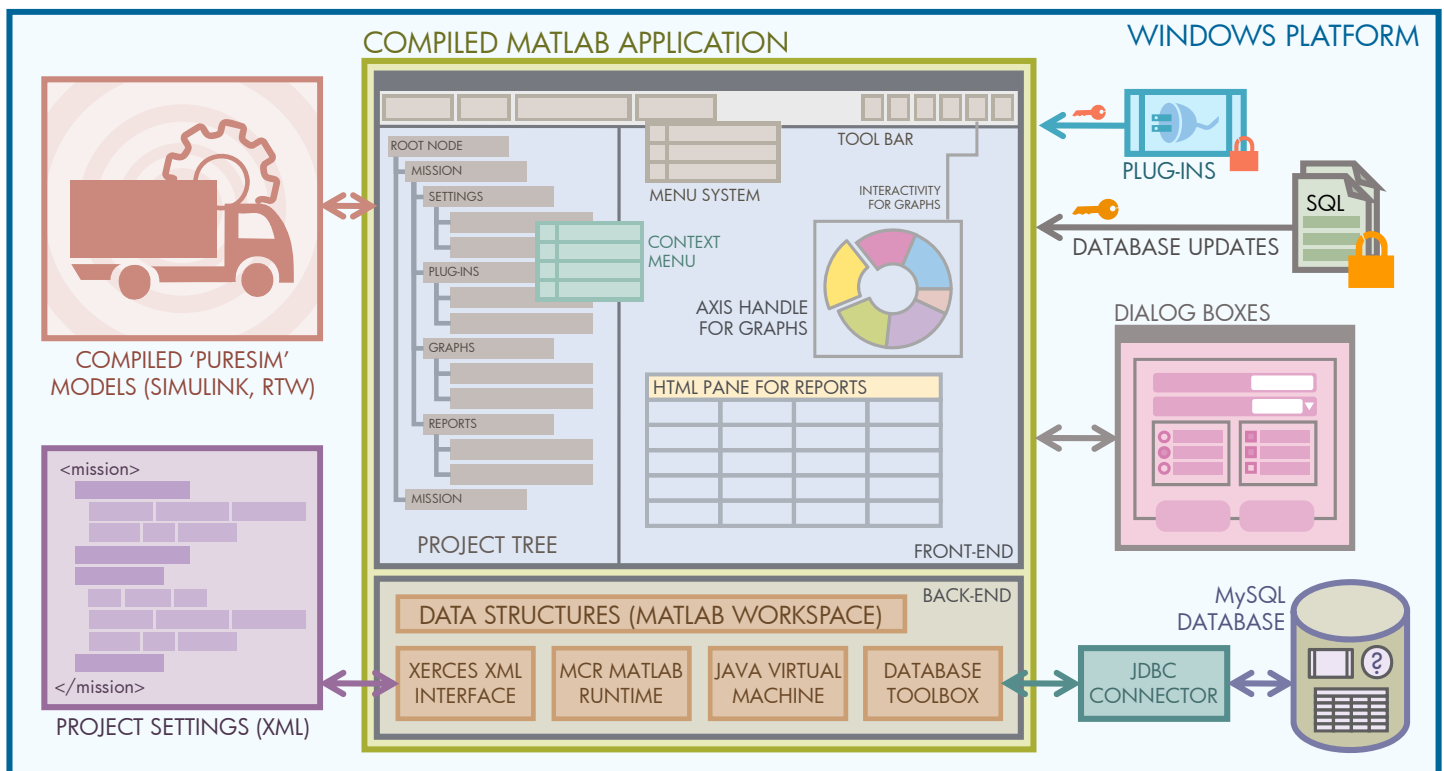 COMPILED MATLAB APPLICATION
WINDOWS PLATFORM
COMPILED ‘PURESIM’
MODELS (SIMULINK, RTW)
<mission>
</mission>
PROJECT SETTINGS (XML)
ROOT NODE
MISSION
SETTINGS
PLUG-INS
GRAPHS
REPORTS
MISSION
PROJECT TREE
CONTEXT
MENU
MENU SYSTEM
TOOL BAR
INTERACTIVITY
FOR GRAPHS
AXIS HANDLE
FOR GRAPHS
HTML PANE FOR REPORTS
FRONT-END
BACK-END
DATA STRUCTURES (MATLAB WORKSPACE)
XERCES XML
INTERFACE
MCR MATLAB
RUNTIME
JAVA VIRTUAL
MACHINE
DATABASE
TOOLBOX
PLUG-INS
SQL
DATABASE UPDATES
DIALOG BOXES
MySQL
DATABASE
?
JDBC
CONNECTOR